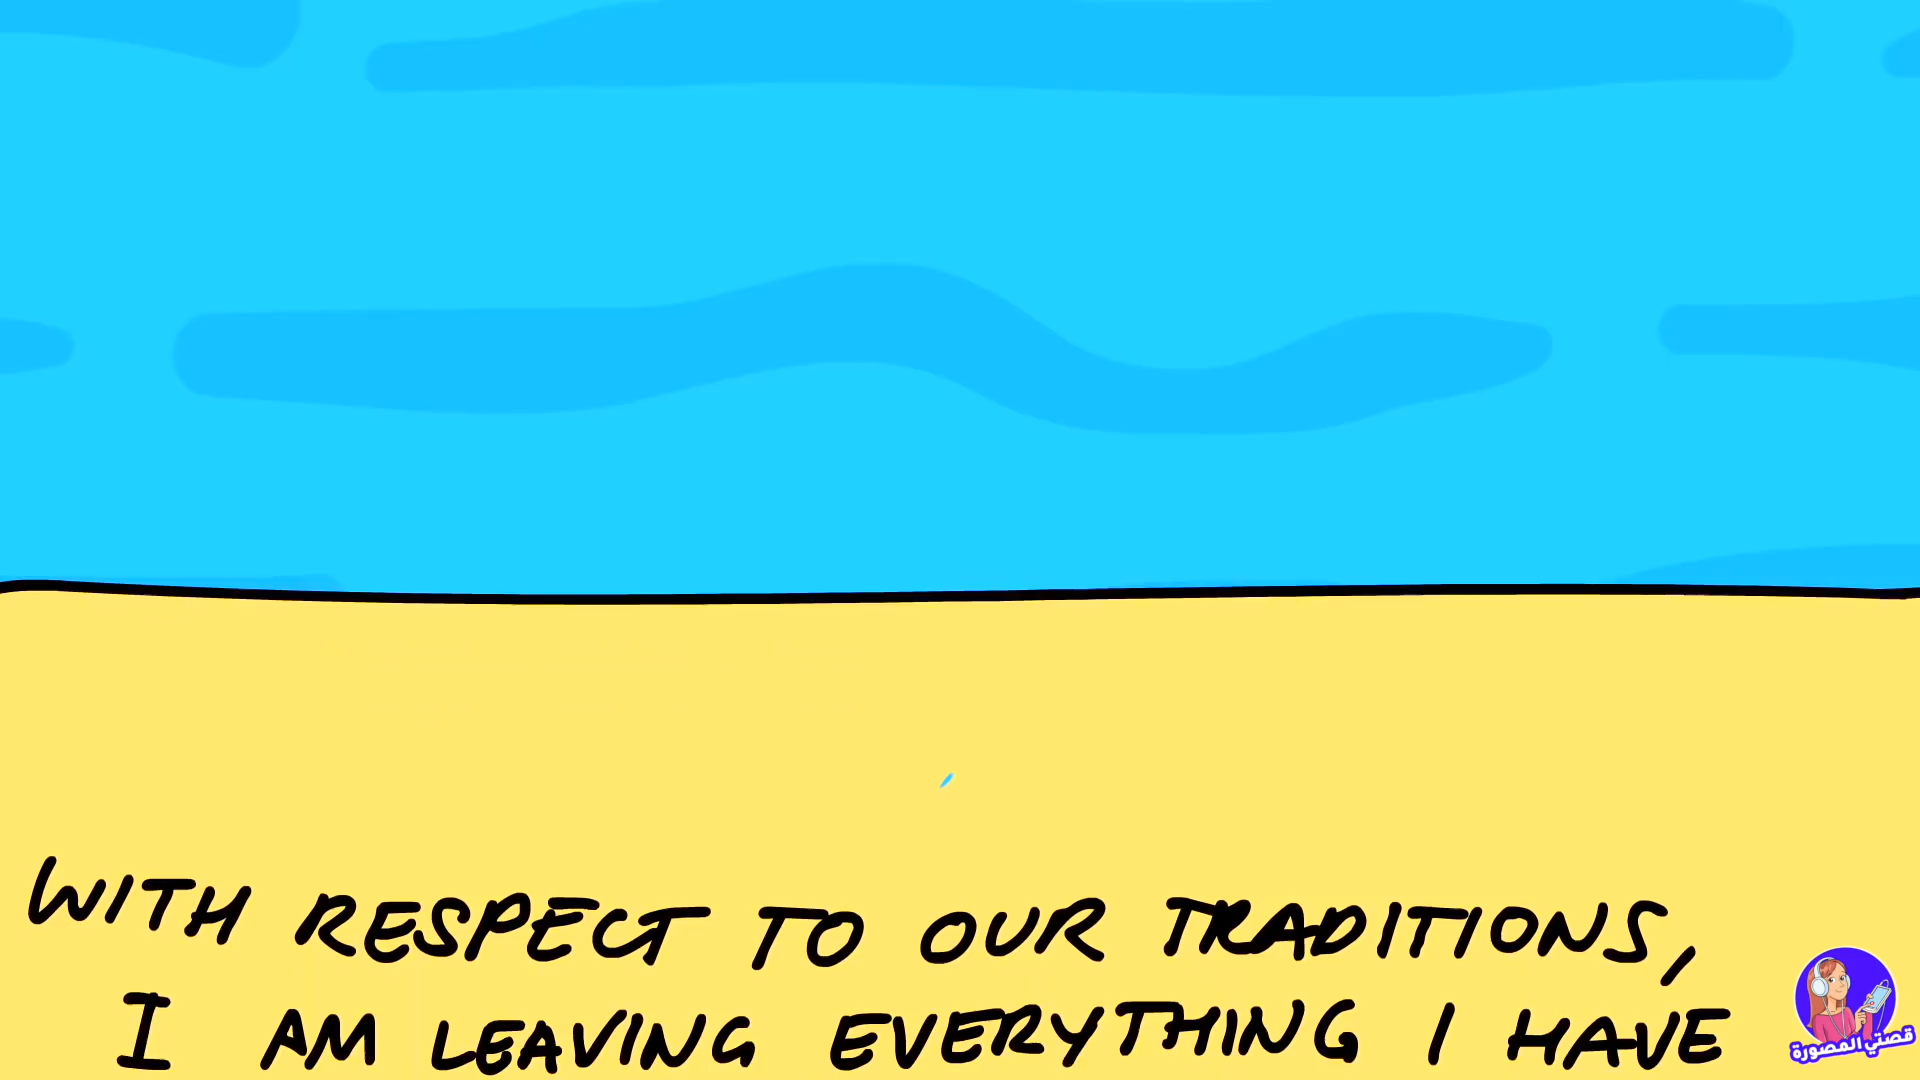 WITH RESPECT TO OUR TRADITIONS,
I AM LEAVING EVERYTHING I HAVE
قصتي المصورة